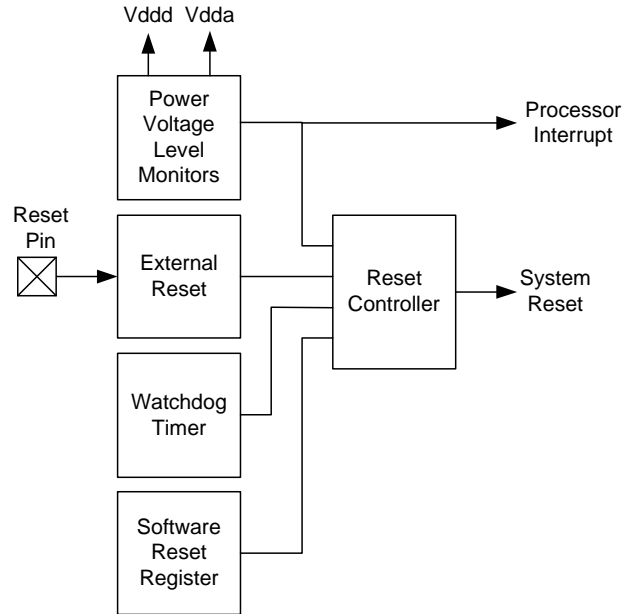 Vddd Vdda
Power
Voltage
Level
Monitors
Processor
Interrupt
Reset
Pin
External
Reset
Reset
Controller
System
Reset
Watchdog
Timer
Software
Reset
Register